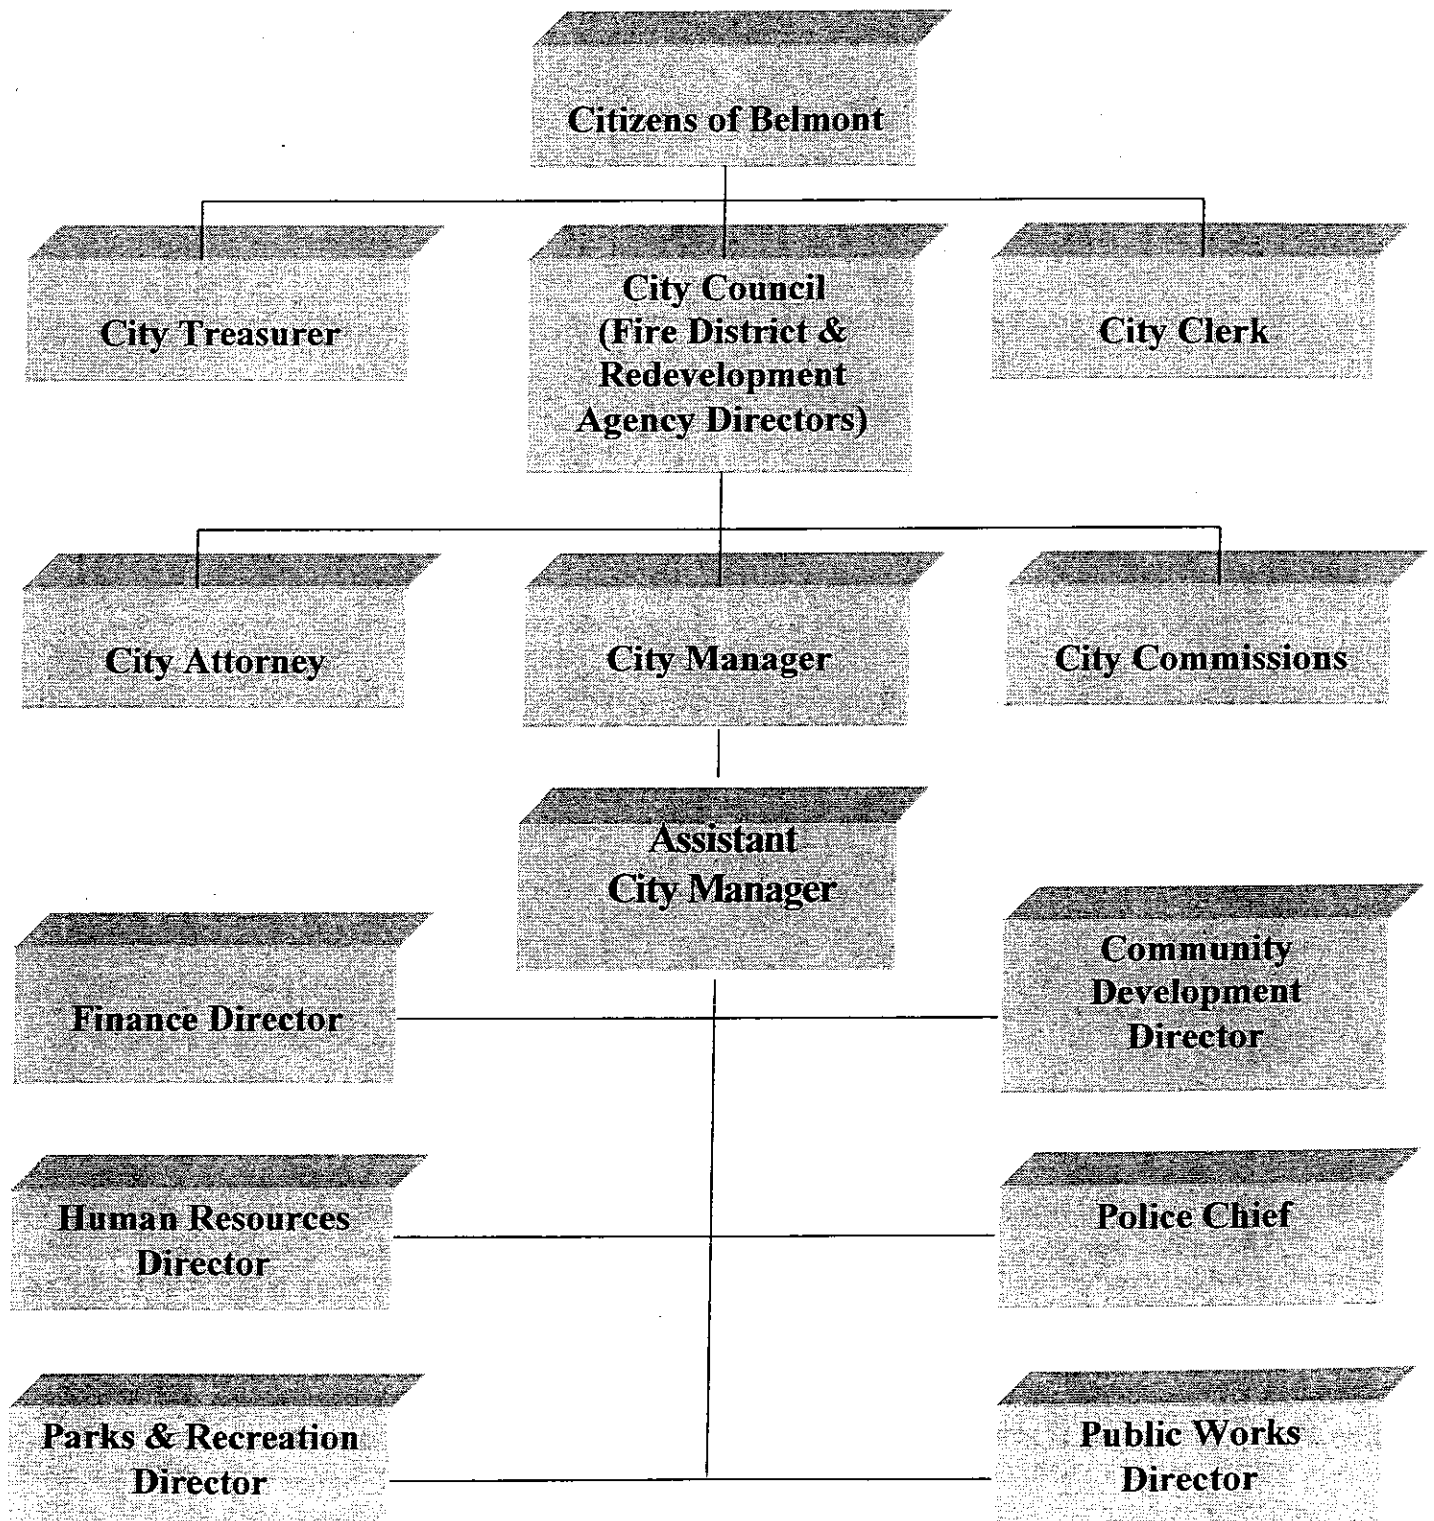 Citizens of Belmont
City Treasurer
City Council
(Fire District &
Redevelopment
Agency Directors)
City Clerk
City Attorney
City Manager
City Commissions
Assistant
City Manager
Finance Director
Community
Development
Director
Human Resources
Director
Police Chief
Parks & Recreation
Director
Public Works
Director